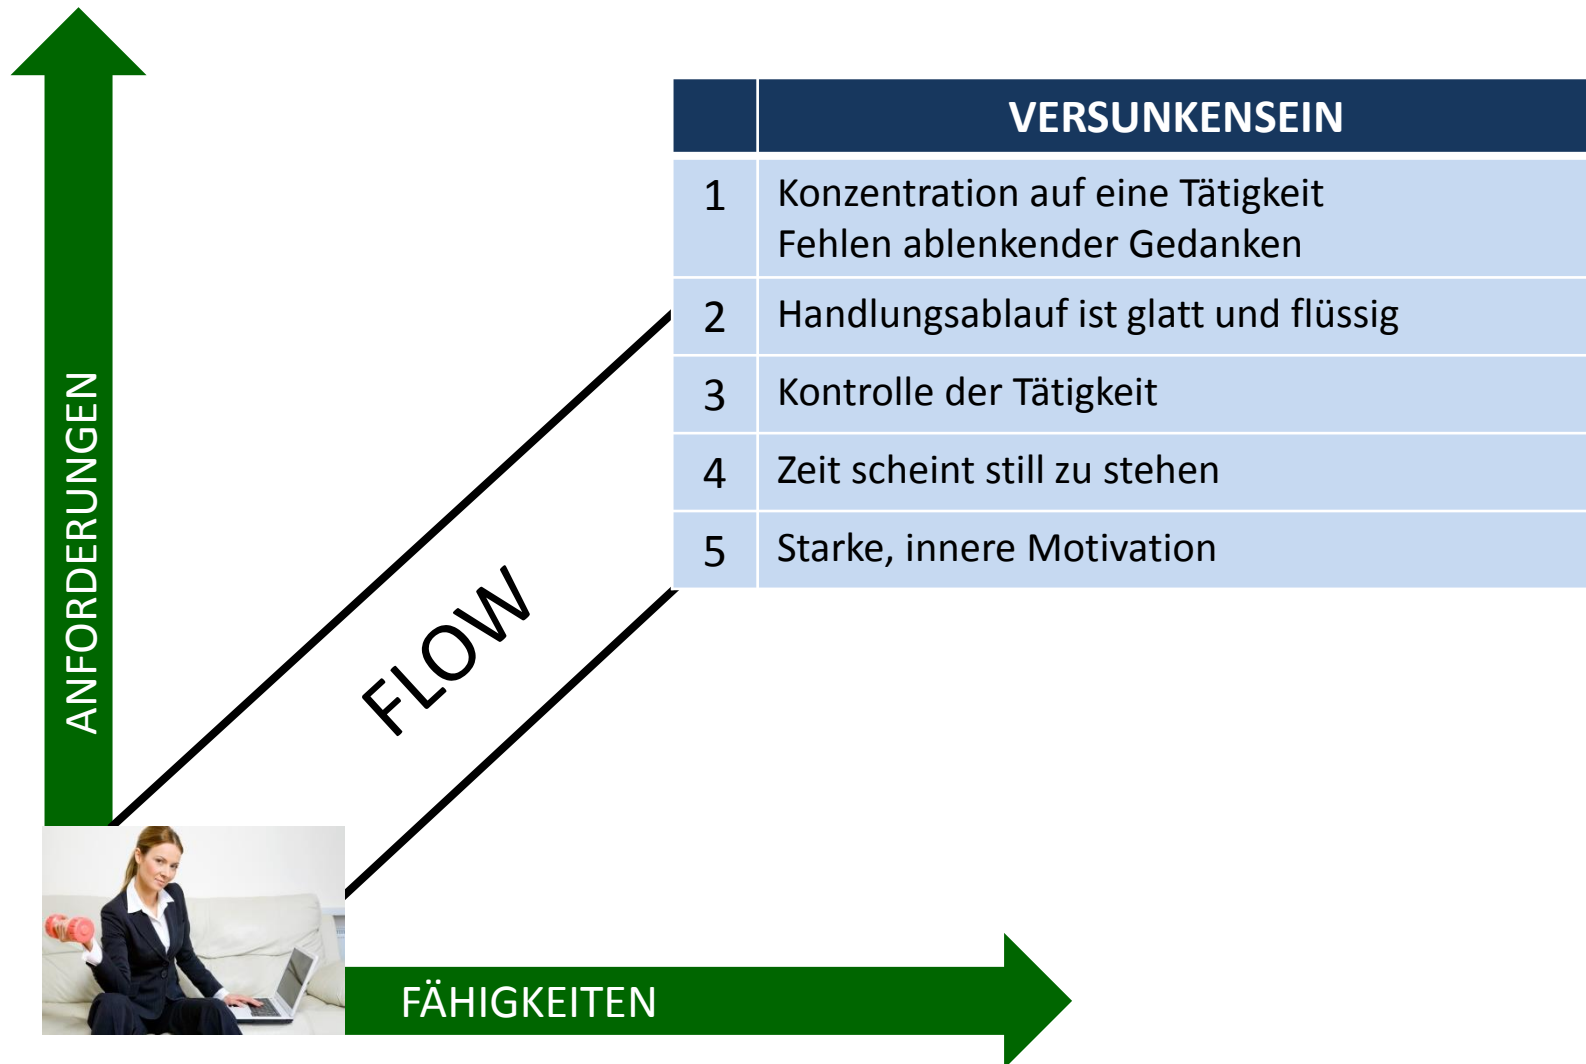 VERSUNKENSEIN
1 Konzentration auf eine Tätigkeit
Fehlen ablenkender Gedanken
2 Handlungsablauf ist glatt und flüssig
3 Kontrolle der Tätigkeit
4 Zeit scheint still zu stehen
5 Starke, innere Motivation
ANFORDERUNGEN
FLOW
FÄHIGKEITEN